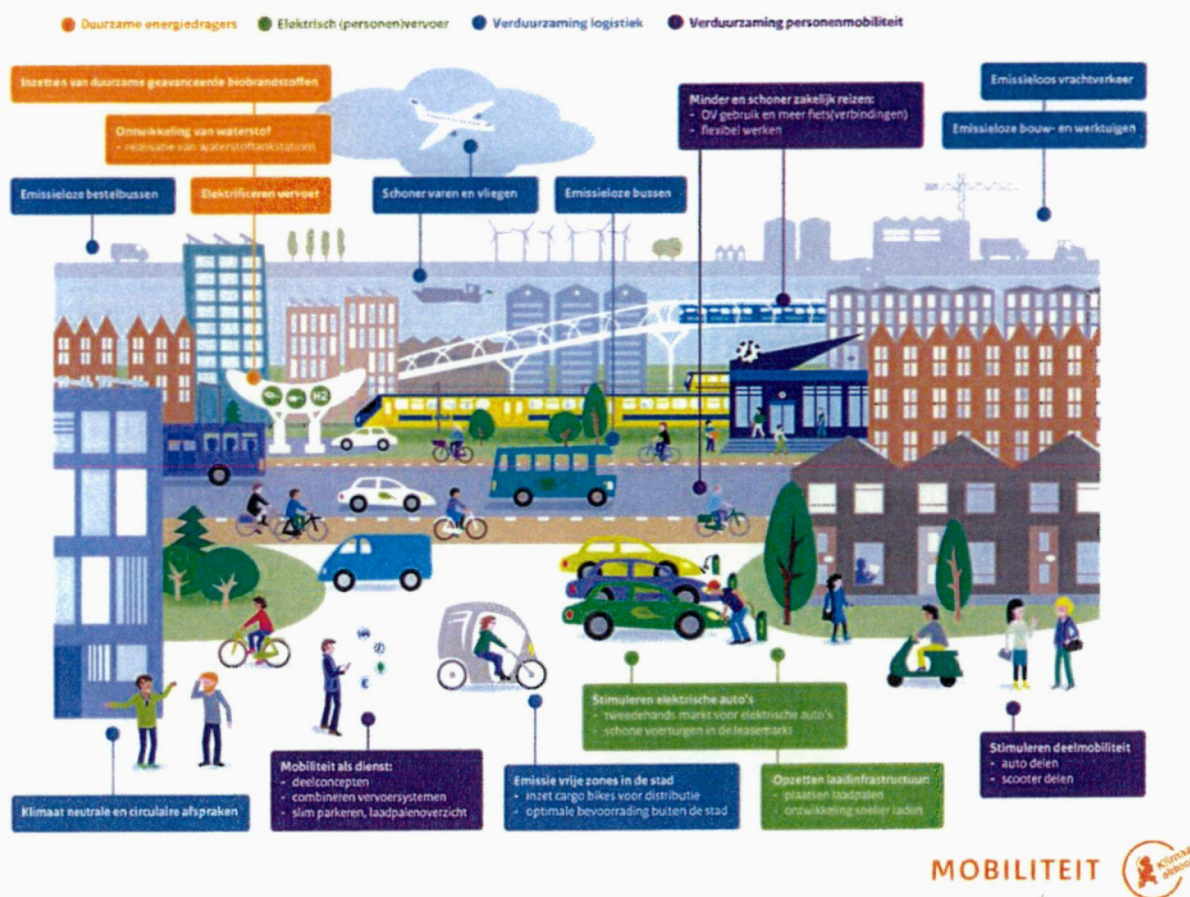 Duurzame energiedragers
Elektrisch (personen)vervoer
Verduurzaming logistiek
Verduurzaming personenmobiliteit
Inzetten van duurzame geavanceerde biobrandstoffen
Ontwikkeling van waterstof
- realisatie van waterstoftankstations
Emissieloze bestelbussen
Elektrificeren vervoer
Schoner varen en vliegen
Emissieloze bussen
Minder en schoner zakelijk reizen:
- OV gebruik en meer fiets(verbindingen)
- flexibel werken
Emissieloos vrachtverkeer
Emissieloze bouw- en werktuigen
H2
Klimaat neutrale en circulaire afspraken
Mobiliteit als dienst:
- deelconcepten
- combineren vervoersystemen
- slim parkeren, laadpalenoverzicht
Emissie vrije zones in de stad
- inzet cargo bikes voor distributie
- optimale bevoorrading buiten de stad
Stimuleren elektrische auto's
- tweedehands markt voor elektrische auto's
- schone voertuigen in de leasemarkt
Opzetten laadinfrastructuur:
- plaatsen laadpalen
- ontwikkeling sneller laden
Stimuleren deelmobiliteit
- auto delen
- scooter delen
MOBILITEIT